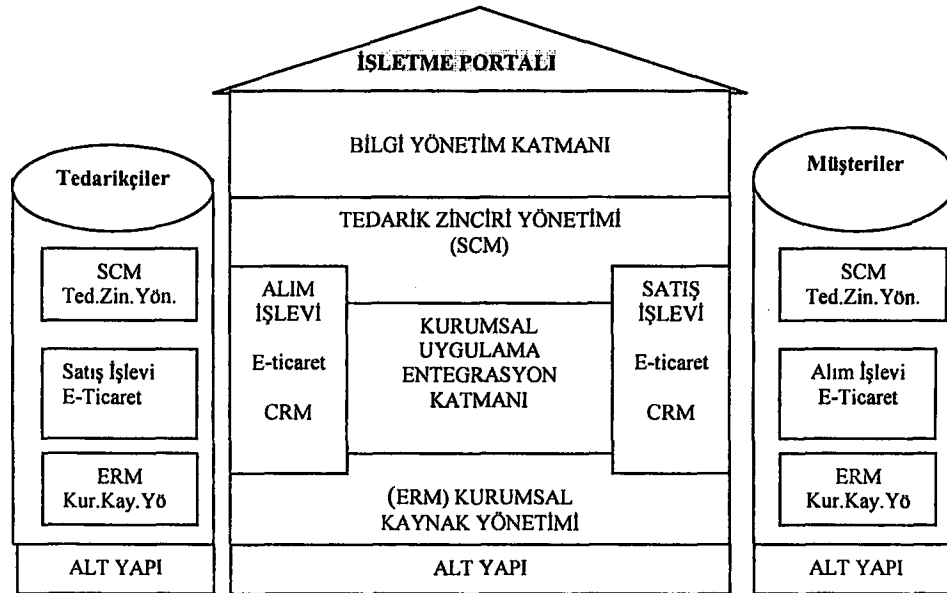 İŞLETME PORTALI
BİLGİ YÖNETİM KATMANI
TEDARİK ZİNCİRİ YÖNETİMİ
(SCM)
Tedarikçiler
SCM
Ted.Zin.Yön.
Satış İşlevi
E-Ticaret
ERM
Kur.Kay.Yö
ALT YAPI
ALIM
İŞLEVİ
E-ticaret
CRM
KURUMSAL
UYGULAMA
ENTEGRASYON
KATMANI
SATIŞ
İŞLEVİ
E-ticaret
CRM
(ERM) KURUMSAL
KAYNAK YÖNETİMİ
ALT YAPI
Müşteriler
SCM
Ted.Zin.Yön.
Alım İşlevi
E-Ticaret
ERM
Kur.Kay.Yö
ALT YAPI